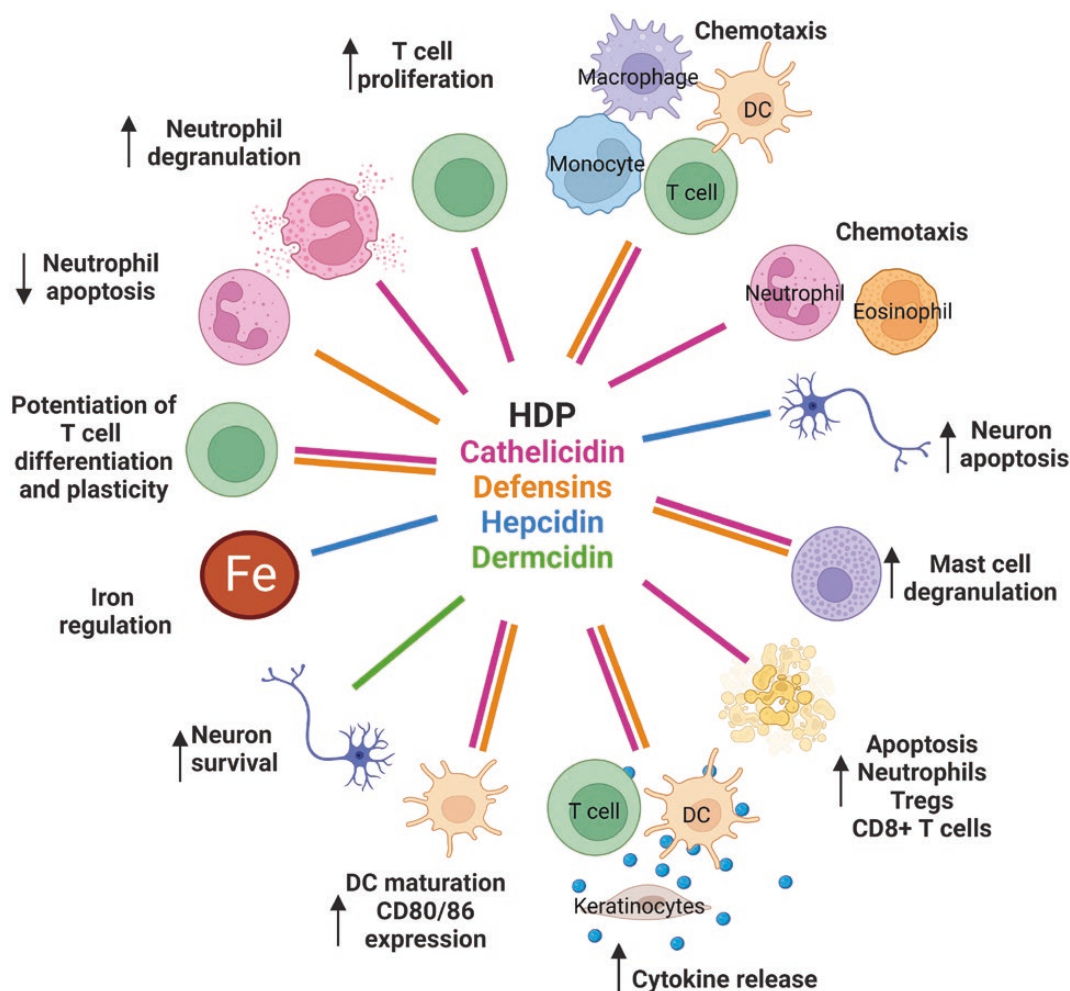 Chemotaxis
Macrophage
DC
Monocyte
T cell
T cell
proliferation
Neutrophil
degranulation
Neutrophil
apoptosis
Potentiation of
T cell
differentiation
and plasticity
Fe
Iron
regulation
Neuron
survival
DC maturation
CD80/86
expression
T cell
DC
Keratinocytes
Cytokine release
Apoptosis
Neutrophils
Tregs
CD8+ T cells
Mast cell
degranulation
Neuron
apoptosis
Chemotaxis
Neutrophil
Eosinophil
HDP
Cathelicidin
Defensins
Hepcidin
Dermcidin